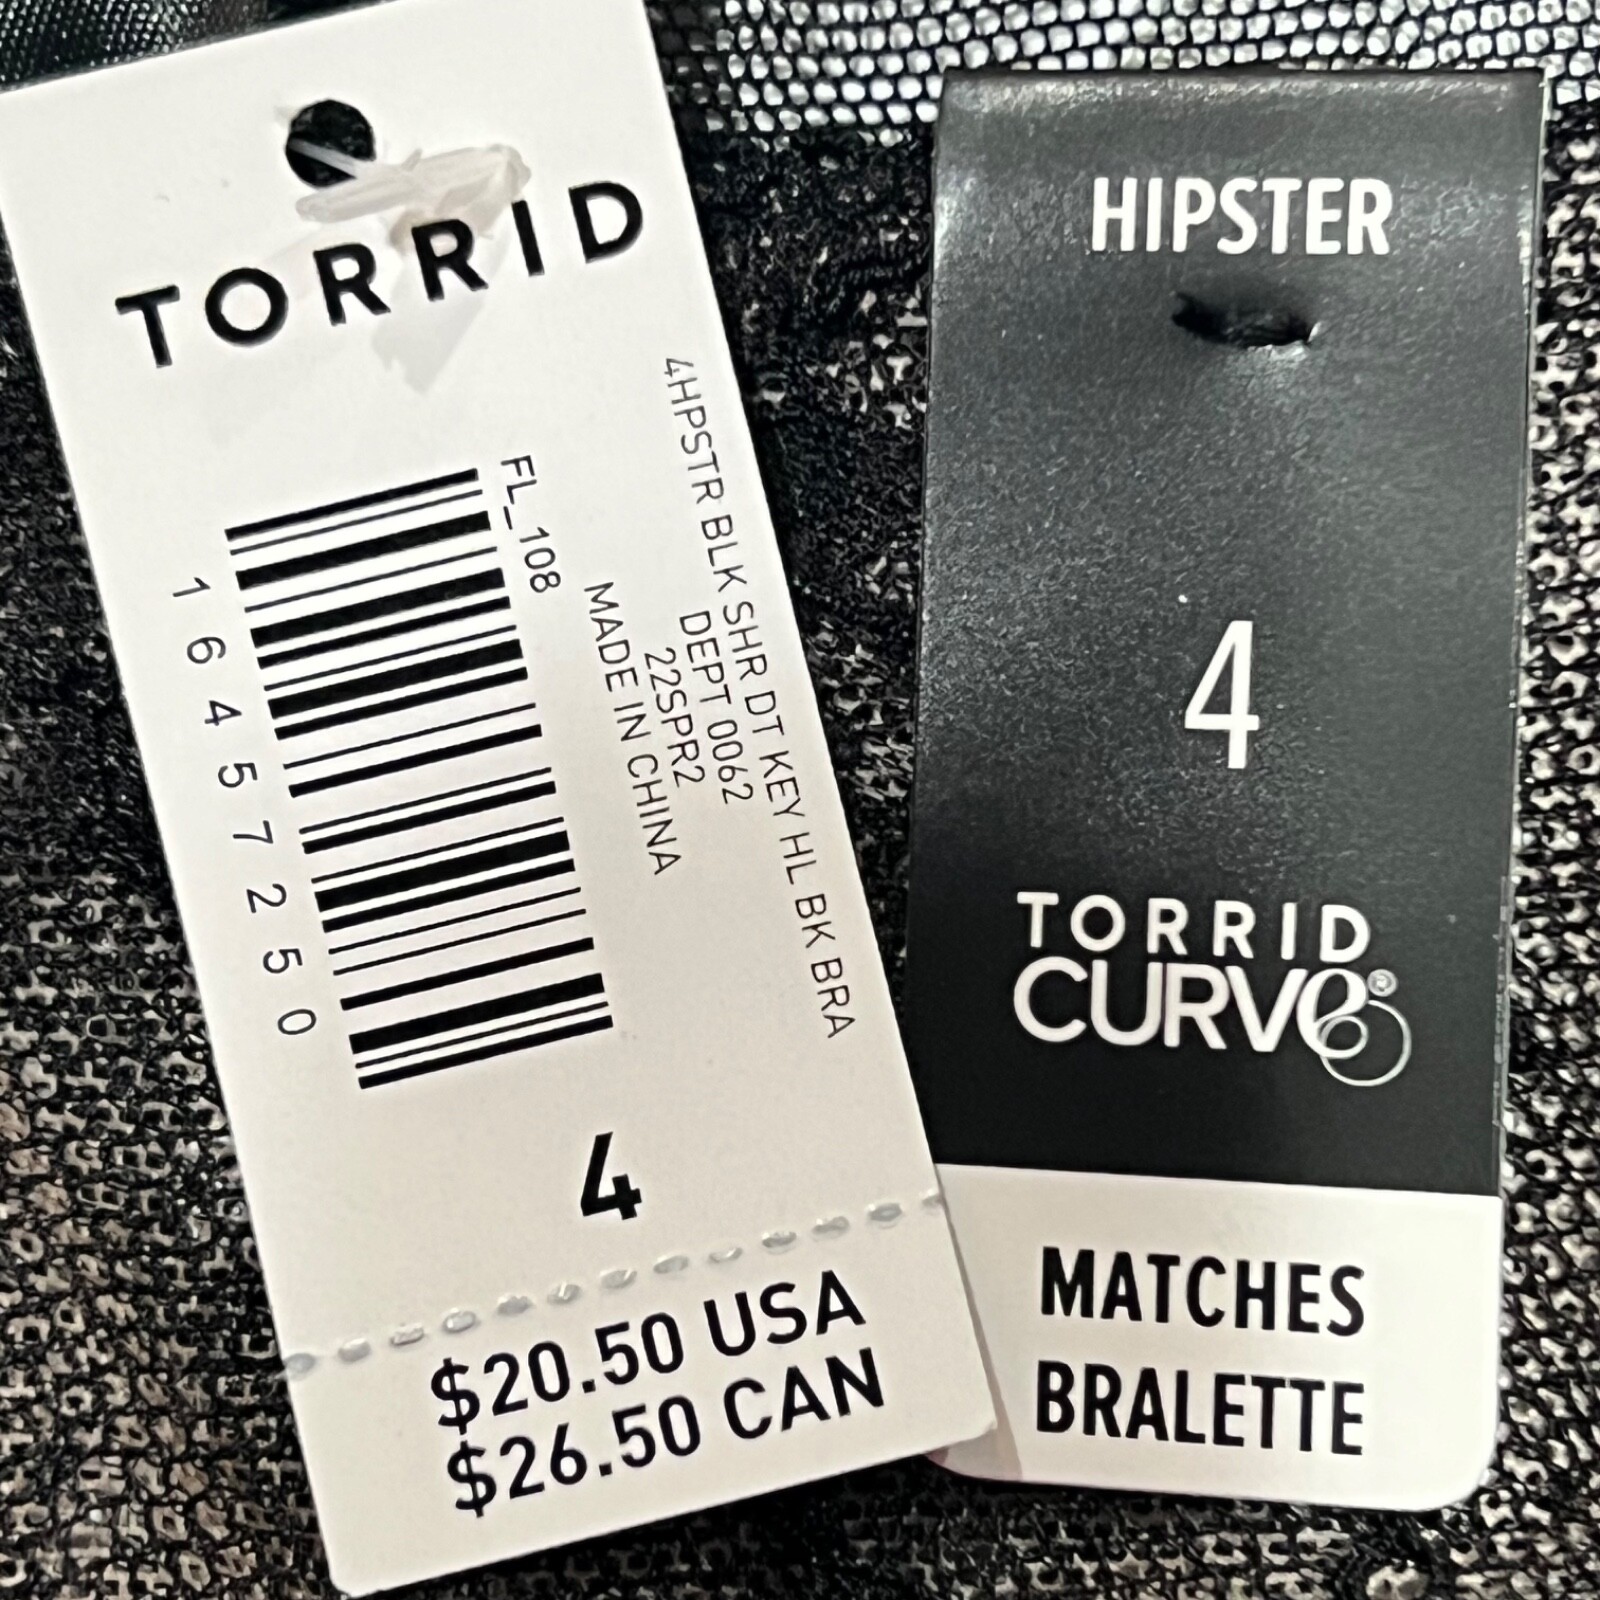 TORRID
4HPSTR BLK SHR DT KEY HL BK BRA
DEPT 0062
22SPR2
MADE IN CHINA
FL_108
16457250
4
$20.50 USA
$26.50 CAN
HIPSTER
4
TORRID
CURVe®
MATCHES
BRALETTE